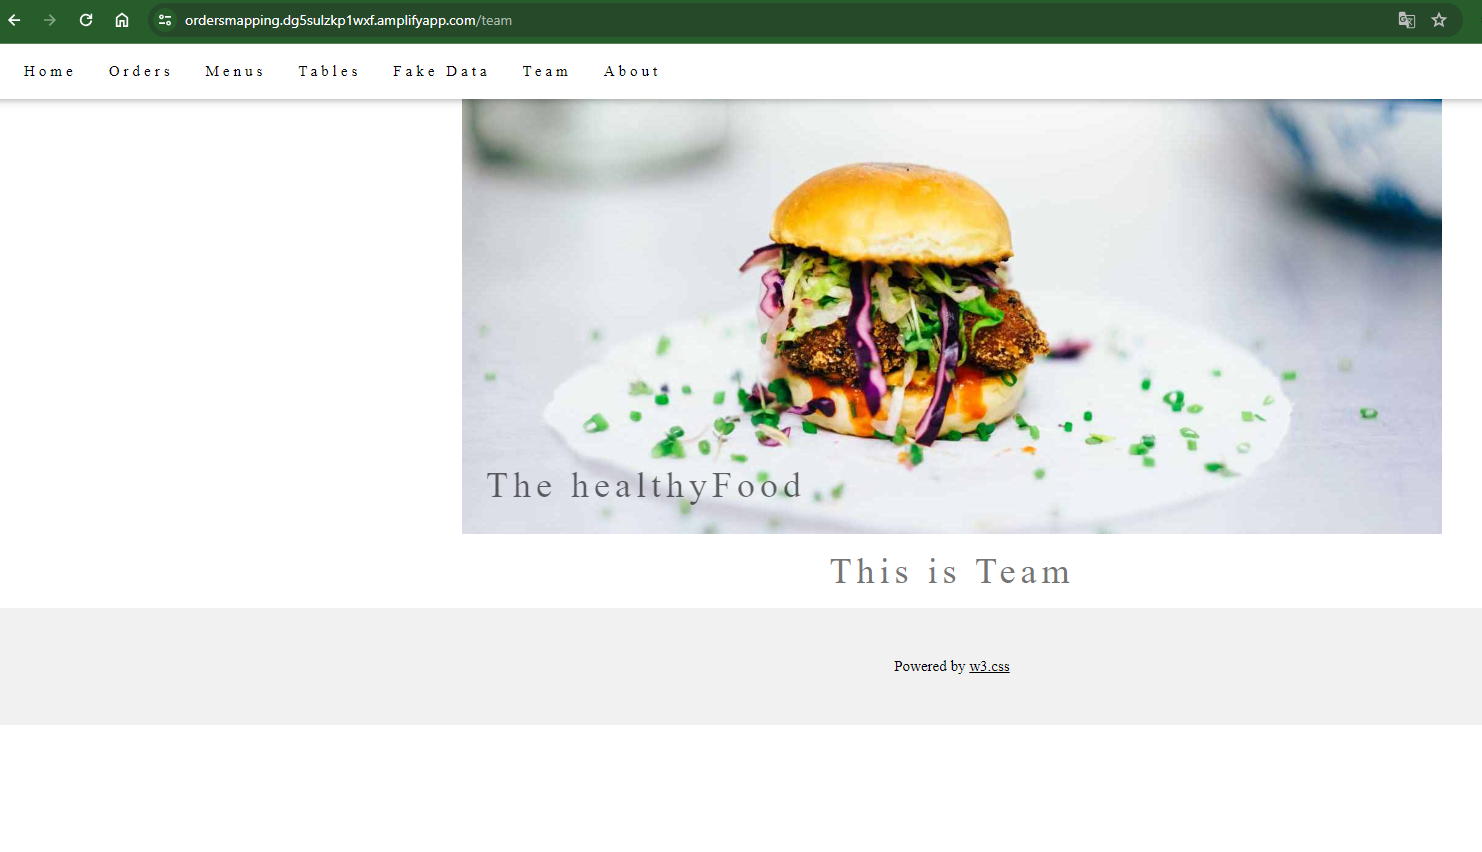 ordersmapping.dg5sulzkp1wxf.amplifyapp.com/team
Home Orders Menus Tables Fake Data Team About
The healthyFood
This is Team
Powered by w3.css